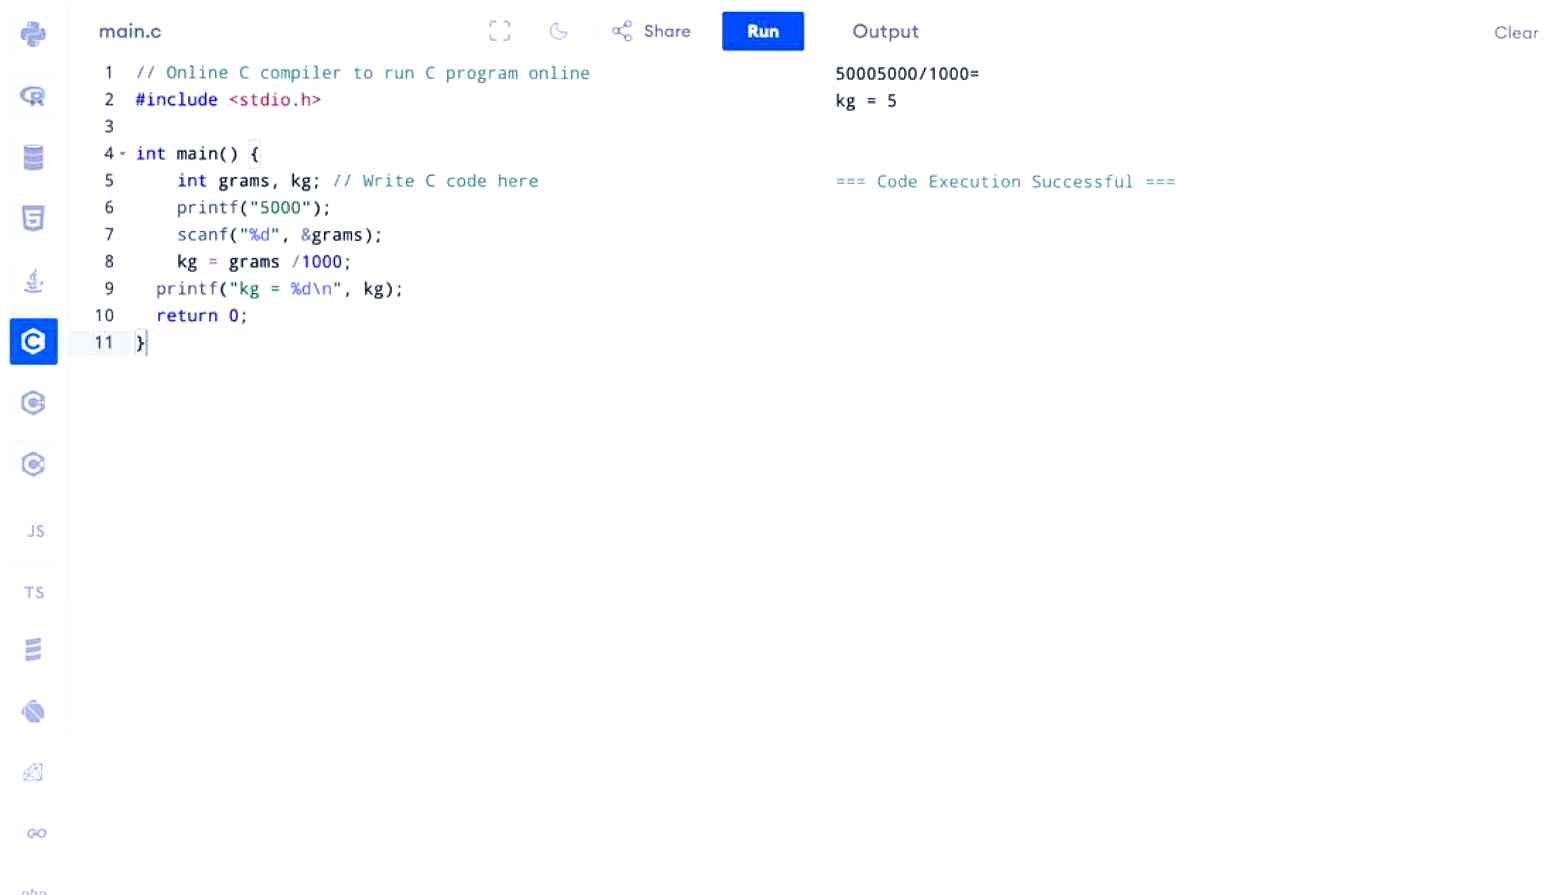 main.c
Share
Run
Output
Clear
1 // Online C compiler to run C program online
2 #include <stdio.h>
3
4 int main() {
5 int grams, kg; // Write C code here
6 printf("5000");
7 scanf("%d", &grams);
8 kg = grams /1000;
9 printf("kg = %d\n", kg);
10 return 0;
11 }
50005000/1000=
kg = 5
=== Code Execution Successful ===
JS
TS
GO
php